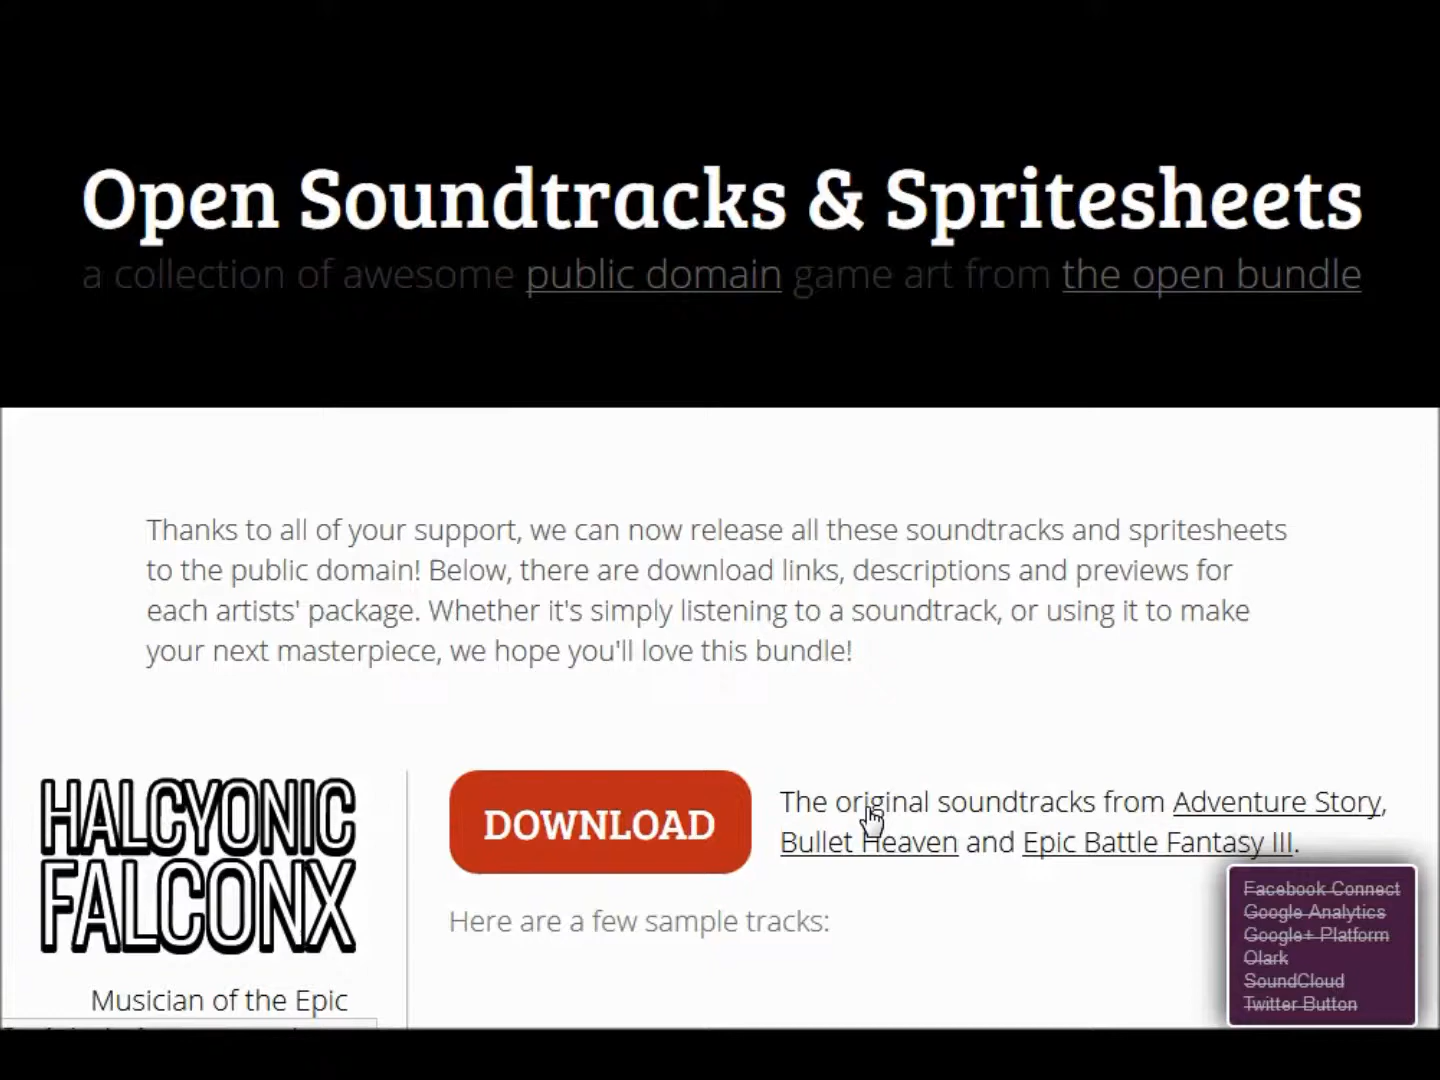 Open Soundtracks & Spritesheets
a collection of awesome public domain game art from the open bundle
Thanks to all of your support, we can now release all these soundtracks and spritesheets
to the public domain! Below, there are download links, descriptions and previews for
each artists' package. Whether it's simply listening to a soundtrack, or using it to make
your next masterpiece, we hope you'll love this bundle!
HALCYONIC
FALCONX
Musician of the Epic
DOWNLOAD
The original soundtracks from Adventure Story,
Bullet Heaven and Epic Battle Fantasy III.
Here are a few sample tracks:
Facebook Connect
Google Analytics
Google+ Platform
Olark
SoundCloud
Twitter Button